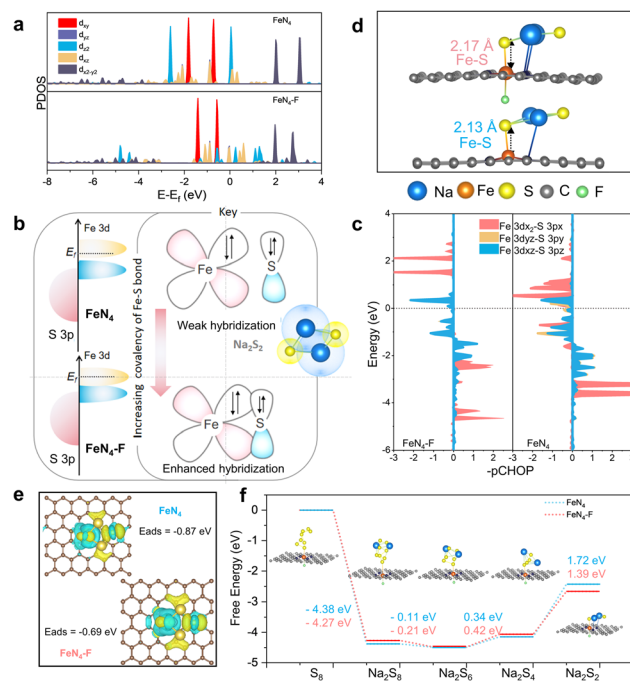 a
d_xy
d_yz
d_z2
d_xz
d_x2-y2
FeN4
FeN4-F
PDOS
-8 -6 -4 -2 0 2 4
E-Ef (eV)
d
2.17 Å
Fe-S
2.13 Å
Fe-S
Na Fe S C F
b
Key
Fe 3d
Ef
FeN4
S 3p
Fe 3d
Ef
FeN4-F
S 3p
Increasing covalency of Fe-S bond
Fe S
Weak hybridization
Na2S2
Fe S
Enhanced hybridization
c
Fe 3dx2-S 3px
Fe 3dyz-S 3py
Fe 3dxz-S 3pz
Energy (eV)
4
2
0
-2
-4
-6
FeN4-F
FeN4
-3 -2 -1 0 1 2 -3 -2 -1 0 1 2 3
-pCHOP
e
FeN4
Eads = -0.87 eV
Eads = -0.69 eV
FeN4-F
f
FeN4
FeN4-F
Free Energy (eV)
0
-1
-2
-3
-4
-5
1.72 eV
1.39 eV
- 4.38 eV
- 4.27 eV
-0.11 eV
-0.21 eV
0.34 eV
0.42 eV
S8 Na2S8 Na2S6 Na2S4 Na2S2